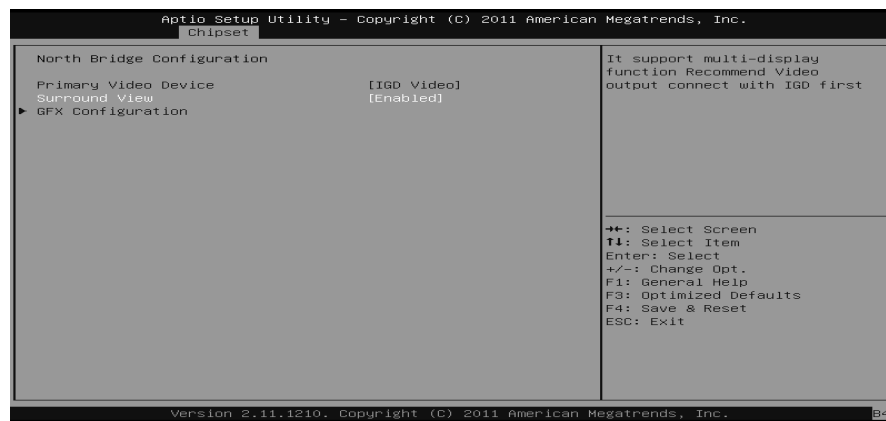 Aptio Setup Utility – Copyright (C) 2011 American Megatrends, Inc.
Chipset
North Bridge Configuration
Primary Video Device [IGD Video]
Surround View [Enabled]
► GFX Configuration
It support multi-display
function Recommend Video
output connect with IGD first
→←: Select Screen
↑↓: Select Item
Enter: Select
+/-: Change Opt.
F1: General Help
F3: Optimized Defaults
F4: Save & Reset
ESC: Exit
Version 2.11.1210. Copyright (C) 2011 American Megatrends, Inc.